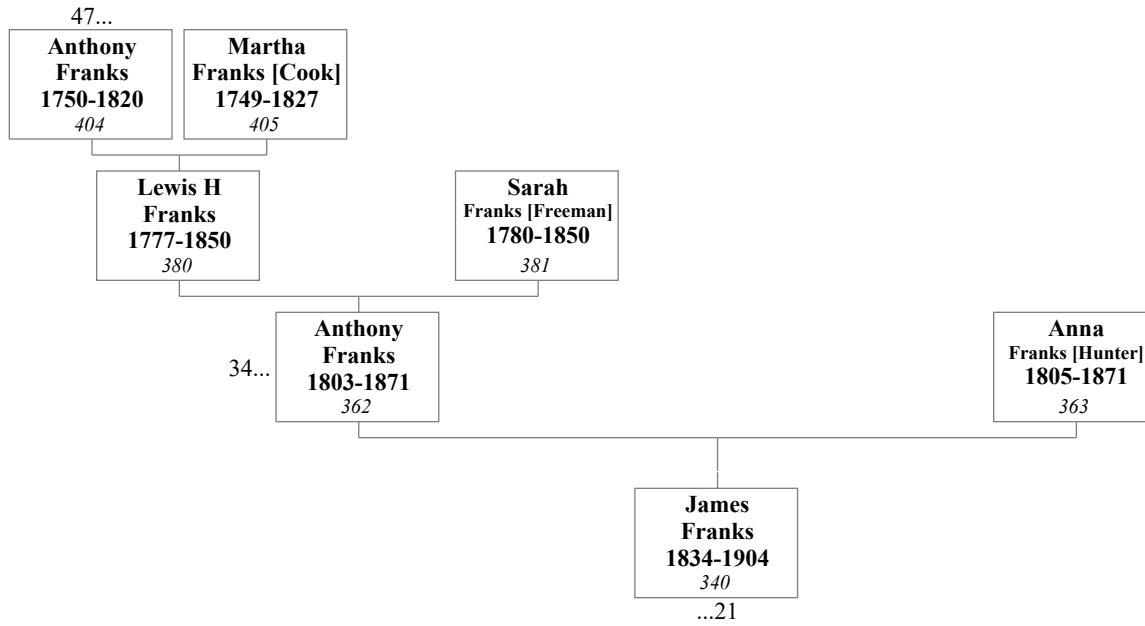 47...
Anthony
Franks
1750-1820
404
Martha
Franks [Cook]
1749-1827
405
Lewis H
Franks
1777-1850
380
Sarah
Franks [Freeman]
1780-1850
381
34...
Anthony
Franks
1803-1871
362
Anna
Franks [Hunter]
1805-1871
363
James
Franks
1834-1904
340
...21